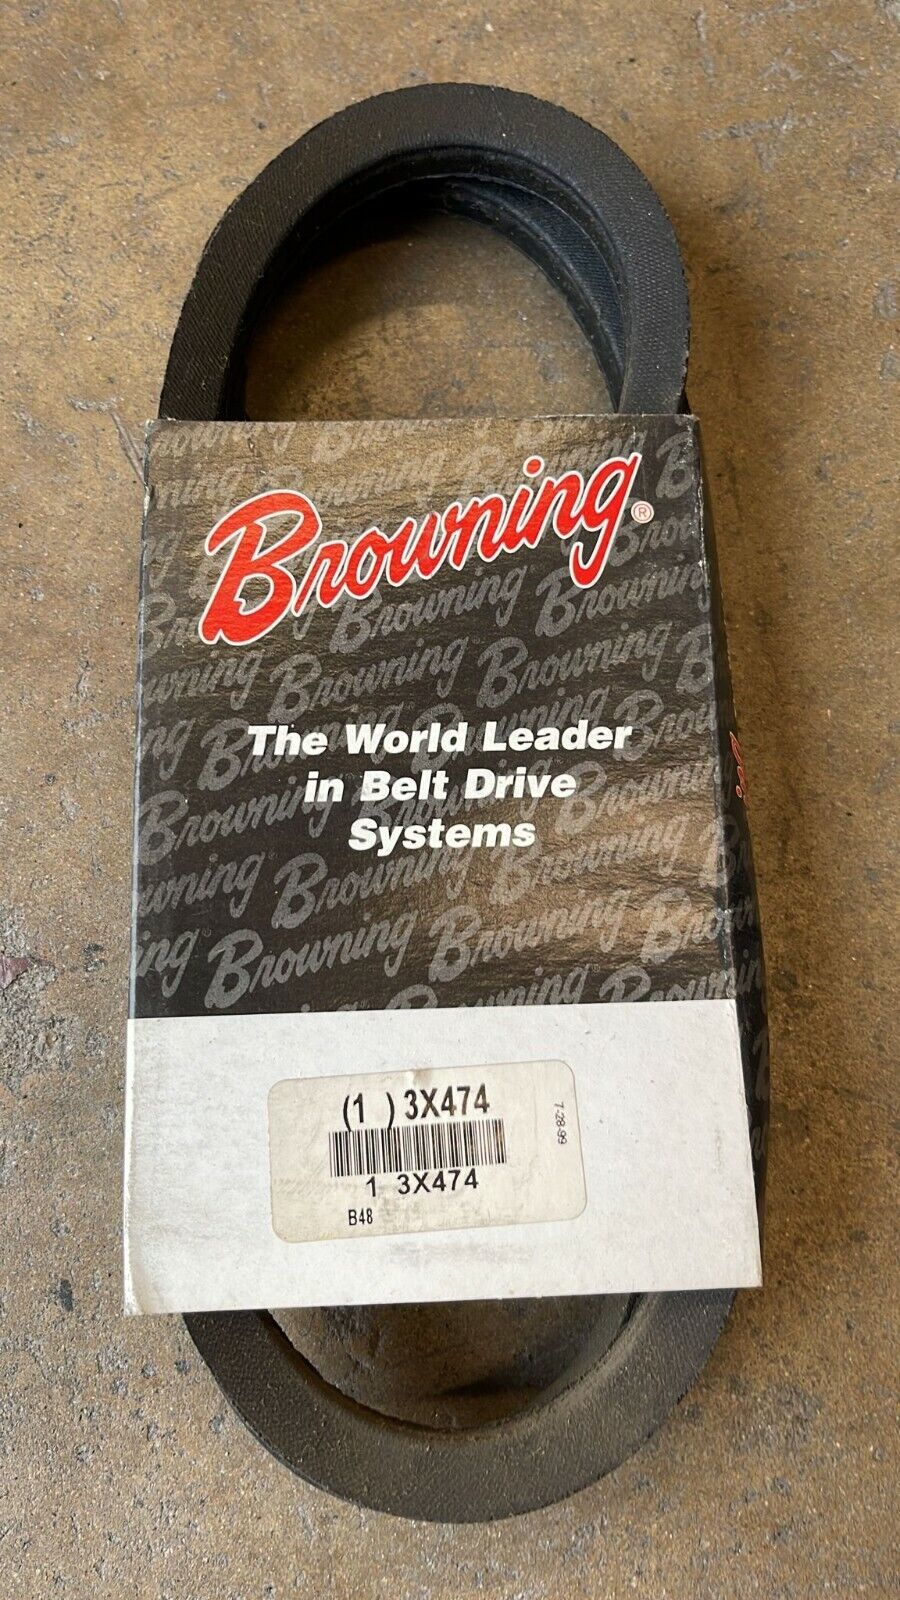 Browning®
The World Leader
in Belt Drive
Systems
(1 ) 3X474
7-28-99
1 3X474
B48